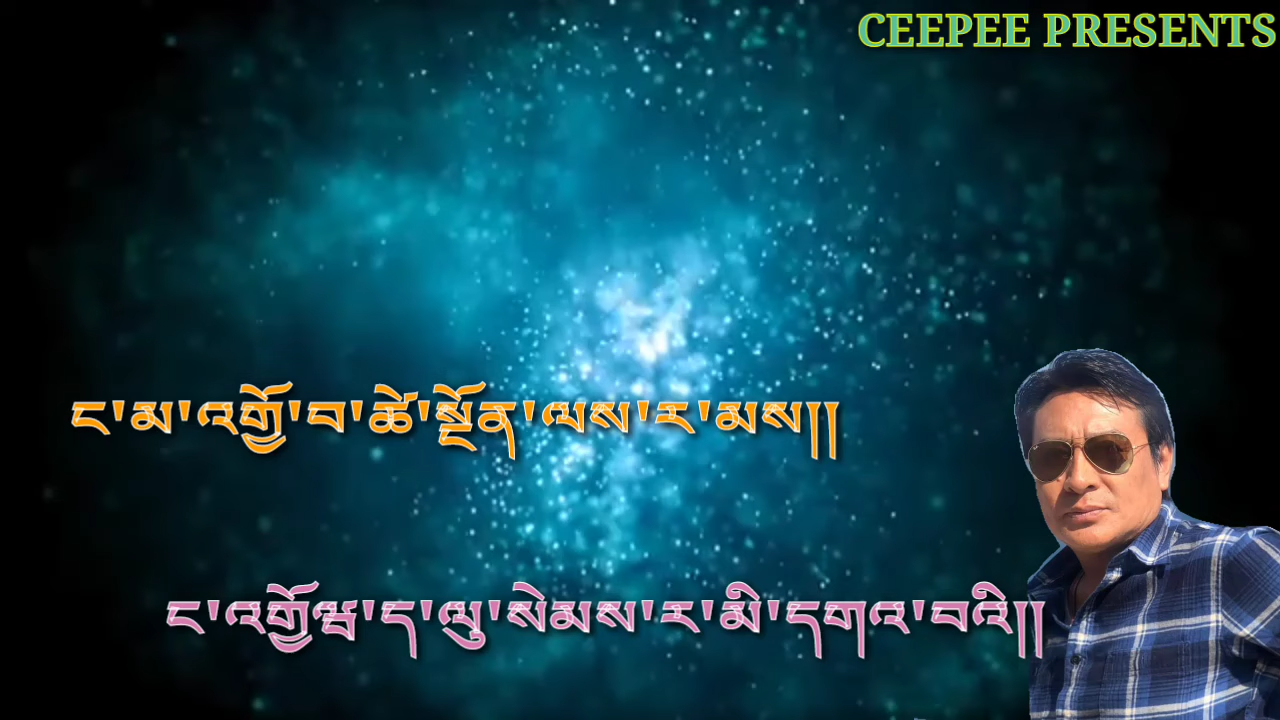 CEEPEE PRESENTS
ང་མ་འགྱོ་བ་ཚེ་སྔོན་ལས་ར་མས།།
ང་འགྱོཝ་ད་ལུ་སེམས་ར་མི་དགའ་བའི།།